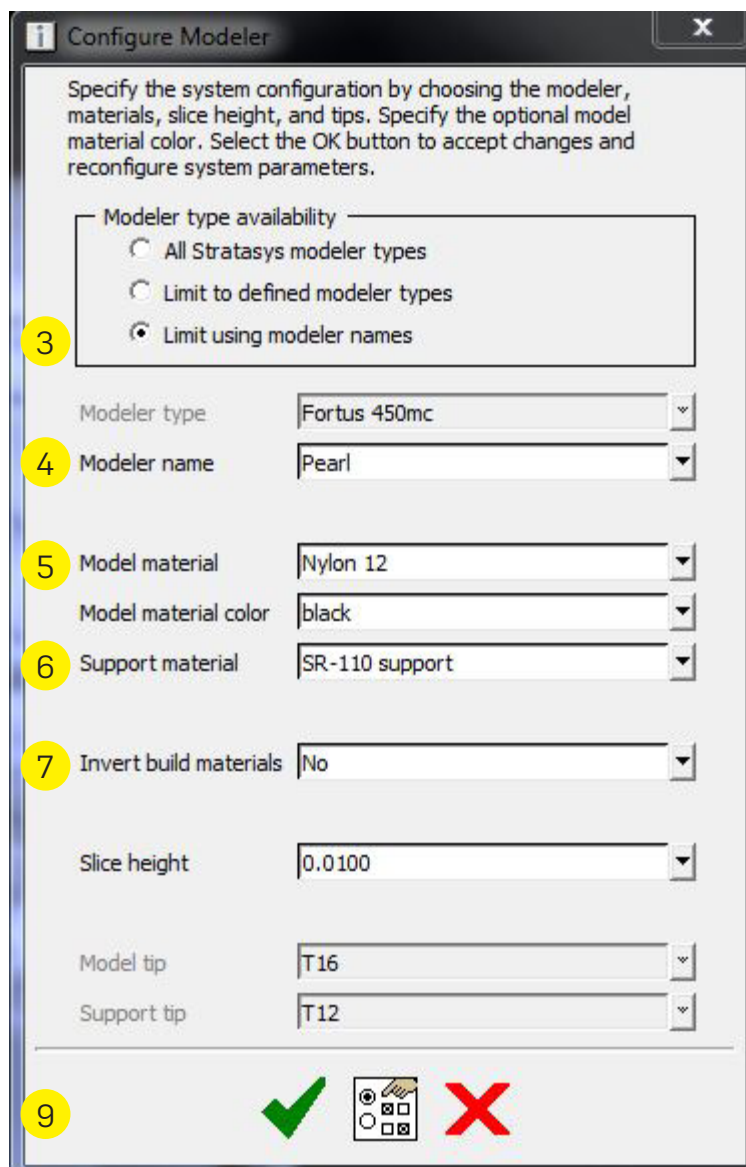 Configure Modeler
x
Specify the system configuration by choosing the modeler,
materials, slice height, and tips. Specify the optional model
material color. Select the OK button to accept changes and
reconfigure system parameters.
Modeler type availability
All Stratasys modeler types
Limit to defined modeler types
3 Limit using modeler names
Modeler type Fortus 450mc
4 Modeler name Pearl
5 Model material Nylon 12
Model material color black
6 Support material SR-110 support
7 Invert build materials No
Slice height 0.0100
Model tip T16
Support tip T12
9